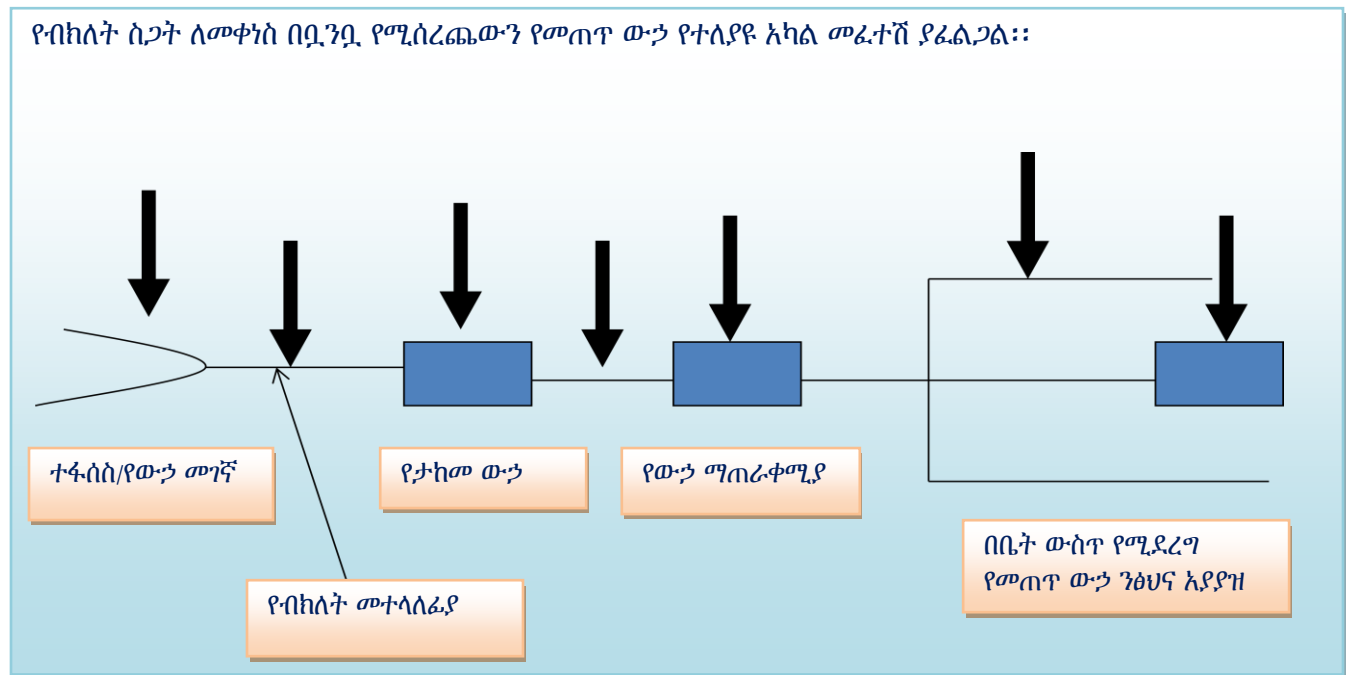 የብክለት ስጋት ለመቀነስ በቧንቧ የሚሰረጨውን የመጠጥ ውኃ የተለያዩ አካል መፈተሽ ያፈልጋል፡፡
ተፋሰስ/የውኃ መገኛ
የታከመ ውኃ
የውኃ ማጠራቀሚያ
በቤት ውስጥ የሚደረግ
የመጠጥ ውኃ ንፅህና አያያዝ
የብክለት መተላለፊያ